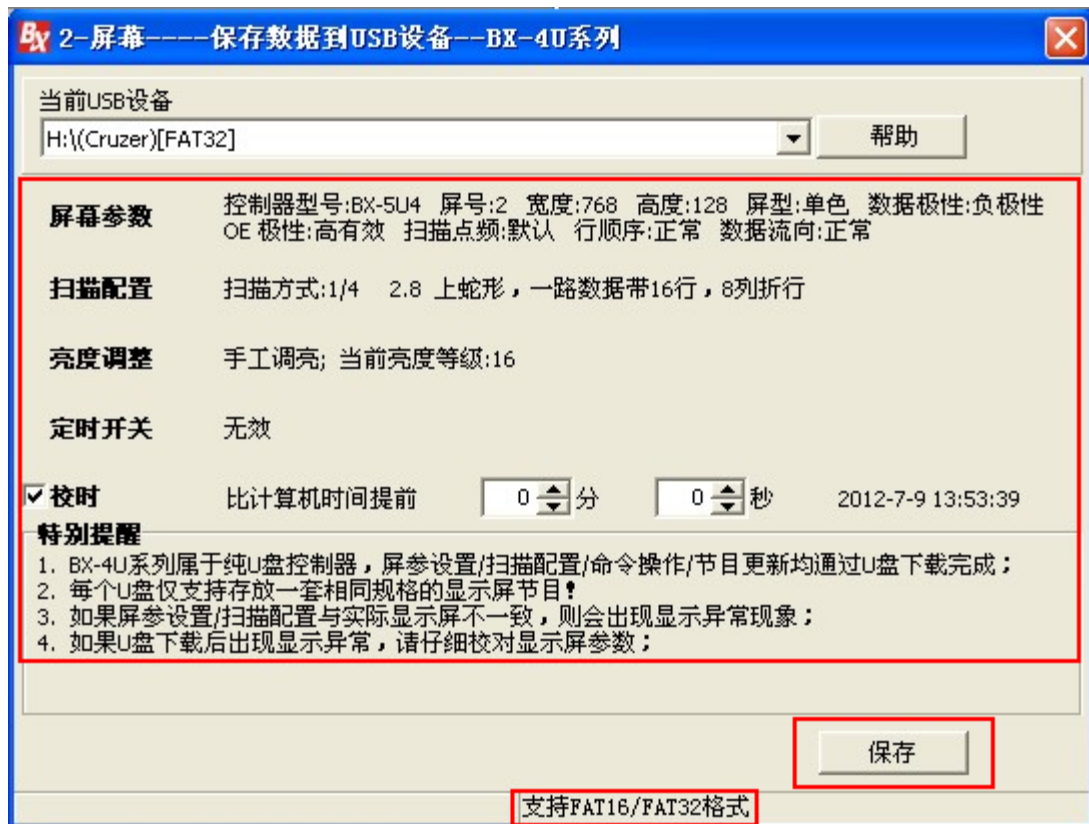 BX 2-屏幕----保存数据到USB设备--BX-4U系列
当前USB设备
H:\(Cruzer)[FAT32]
帮助
屏幕参数 控制器型号:BX-5U4 屏号:2 宽度:768 高度:128 屏型:单色 数据极性:负极性
OE 极性:高有效 扫描点频:默认 行顺序:正常 数据流向:正常
扫描配置 扫描方式:1/4 2.8 上蛇形，一路数据带16行，8列折行
亮度调整 手工调亮; 当前亮度等级:16
定时开关 无效
校时 比计算机时间提前 0 分 0 秒 2012-7-9 13:53:39
特别提醒
1. BX-4U系列属于纯U盘控制器，屏参设置/扫描配置/命令操作/节目更新均通过U盘下载完成；
2. 每个U盘仅支持存放一套相同规格的显示屏节目！
3. 如果屏参设置/扫描配置与实际显示屏不一致，则会出现显示异常现象；
4. 如果U盘下载后出现显示异常，请仔细校对显示屏参数；
保存
支持FAT16/FAT32格式